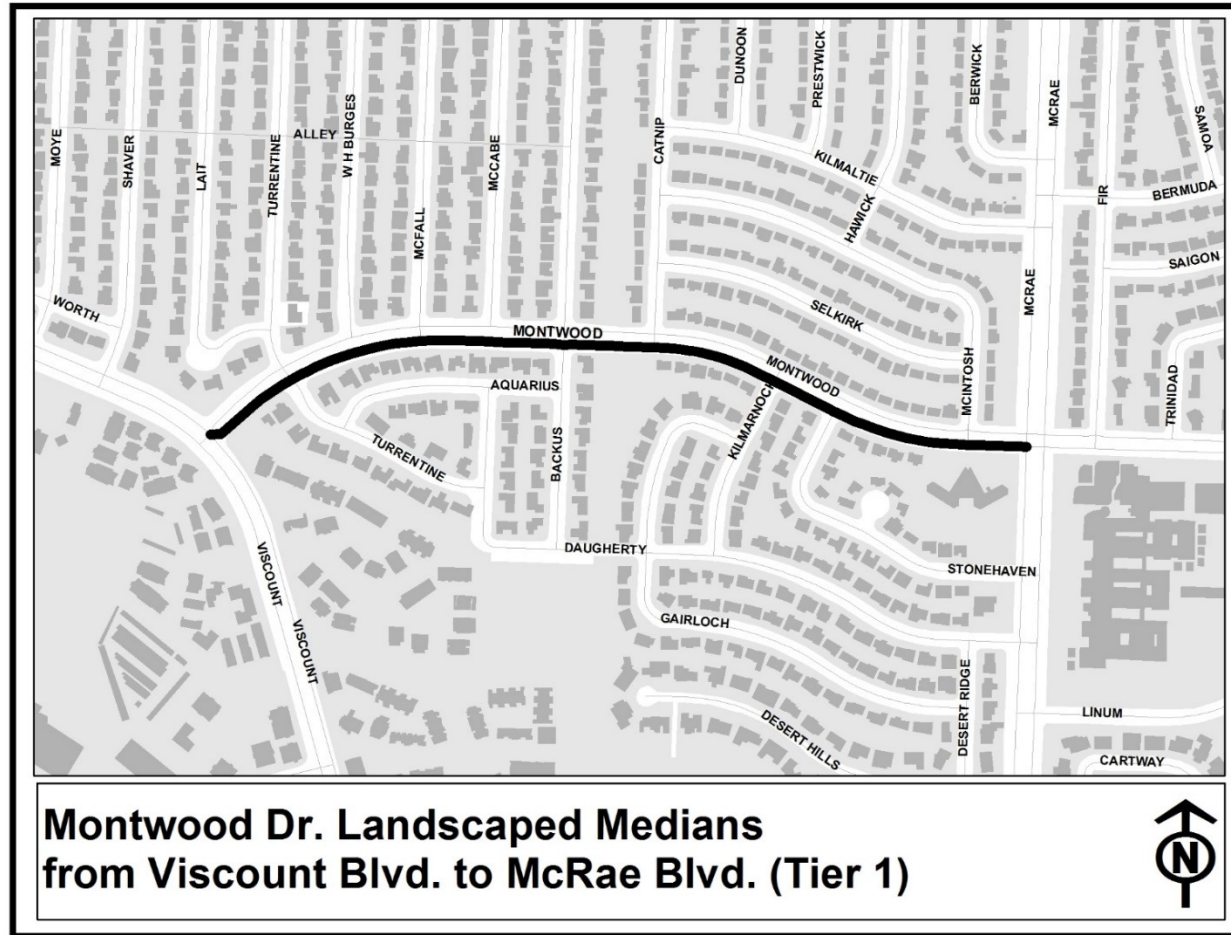 DUNOON
PRESTWICK
BERWICK
MCRAE
SAMOA
MOYE
SHAVER
LAIT
TURRENTINE
ALLEY
W H BURGES
MCFALL
MCCABE
CATNIP
KILMALTIE
HAWICK
FIR
BERMUDA
SAIGON
WORTH
MONTWOOD
SELKIRK
MCRAE
MONTWOOD
MCINTOSH
TRINIDAD
AQUARIUS
KILMARNOCK
TURRENTINE
BACKUS
DAUGHERTY
STONEHAVEN
VISCOUNT
VISCOUNT
GAIRLOCH
DESERT RIDGE
DESERT HILLS
LINUM
CARTWAY
Montwood Dr. Landscaped Medians
from Viscount Blvd. to McRae Blvd. (Tier 1)
N